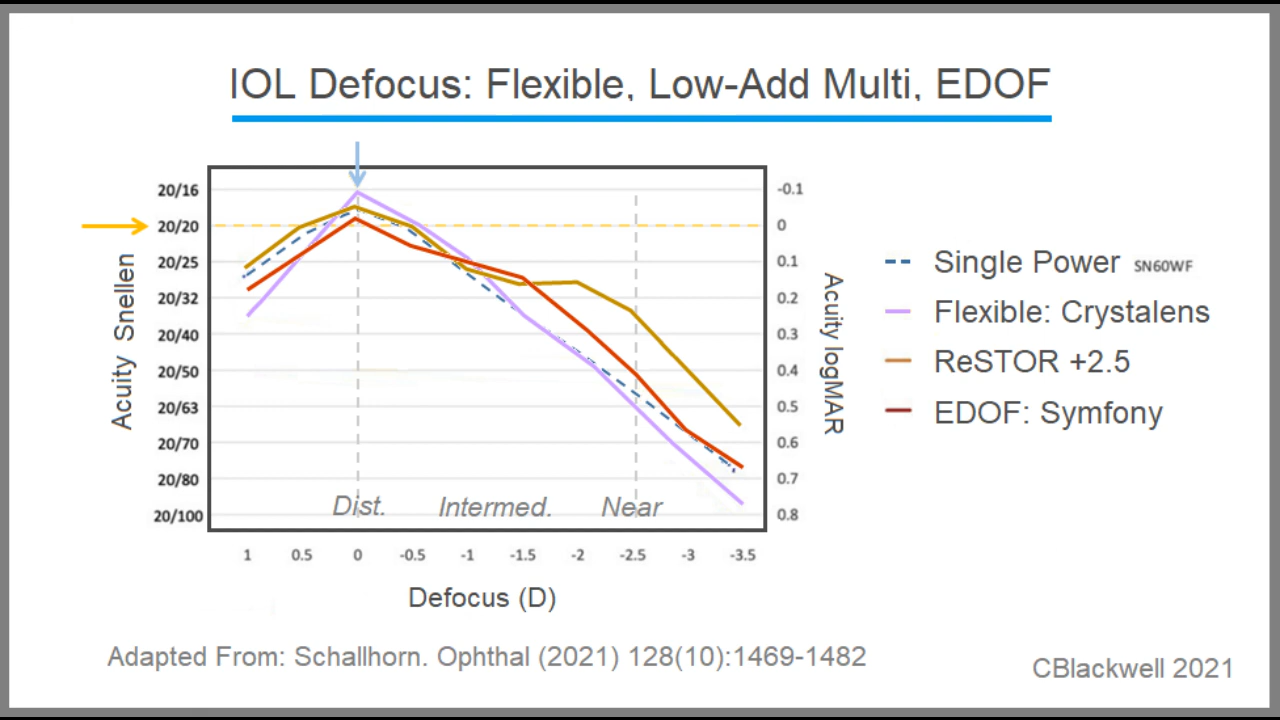 IOL Defocus: Flexible, Low-Add Multi, EDOF
20/16
20/20
20/25
20/32
20/40
20/50
20/63
20/70
20/80
20/100
Acuity Snellen
-0.1
0
0.1
0.2
0.3
0.4
0.5
0.6
0.7
0.8
Acuity logMAR
Dist. Intermed. Near
1 0.5 0 -0.5 -1 -1.5 -2 -2.5 -3 -3.5
Defocus (D)
Single Power SN60WF
Flexible: Crystalens
ReSTOR +2.5
EDOF: Symfony
Adapted From: Schallhorn. Ophthal (2021) 128(10):1469-1482
CBlackwell 2021